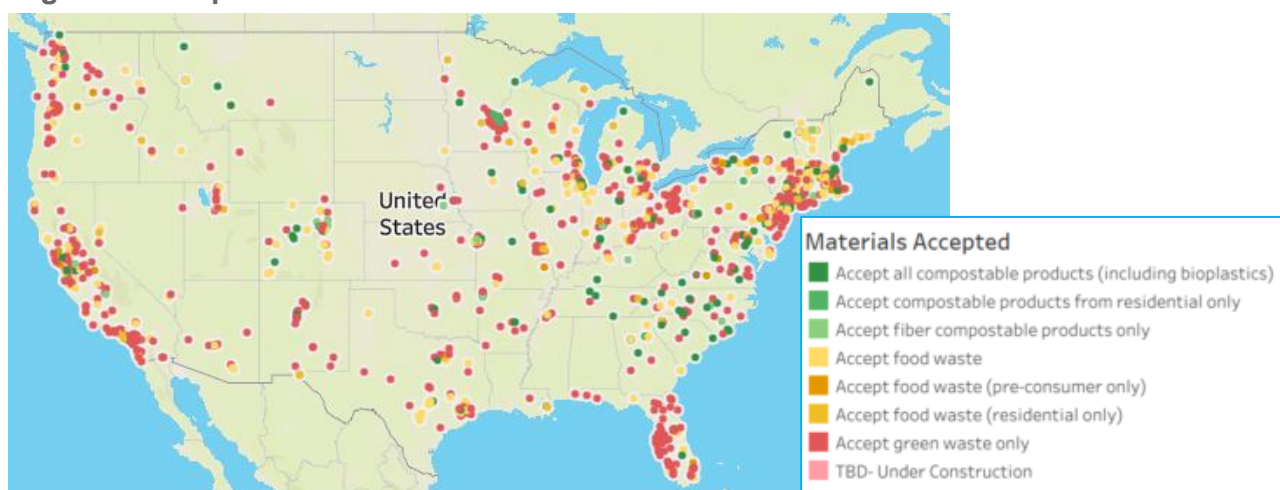 United
States
Materials Accepted
Accept all compostable products (including bioplastics)
Accept compostable products from residential only
Accept fiber compostable products only
Accept food waste
Accept food waste (pre-consumer only)
Accept food waste (residential only)
Accept green waste only
TBD- Under Construction